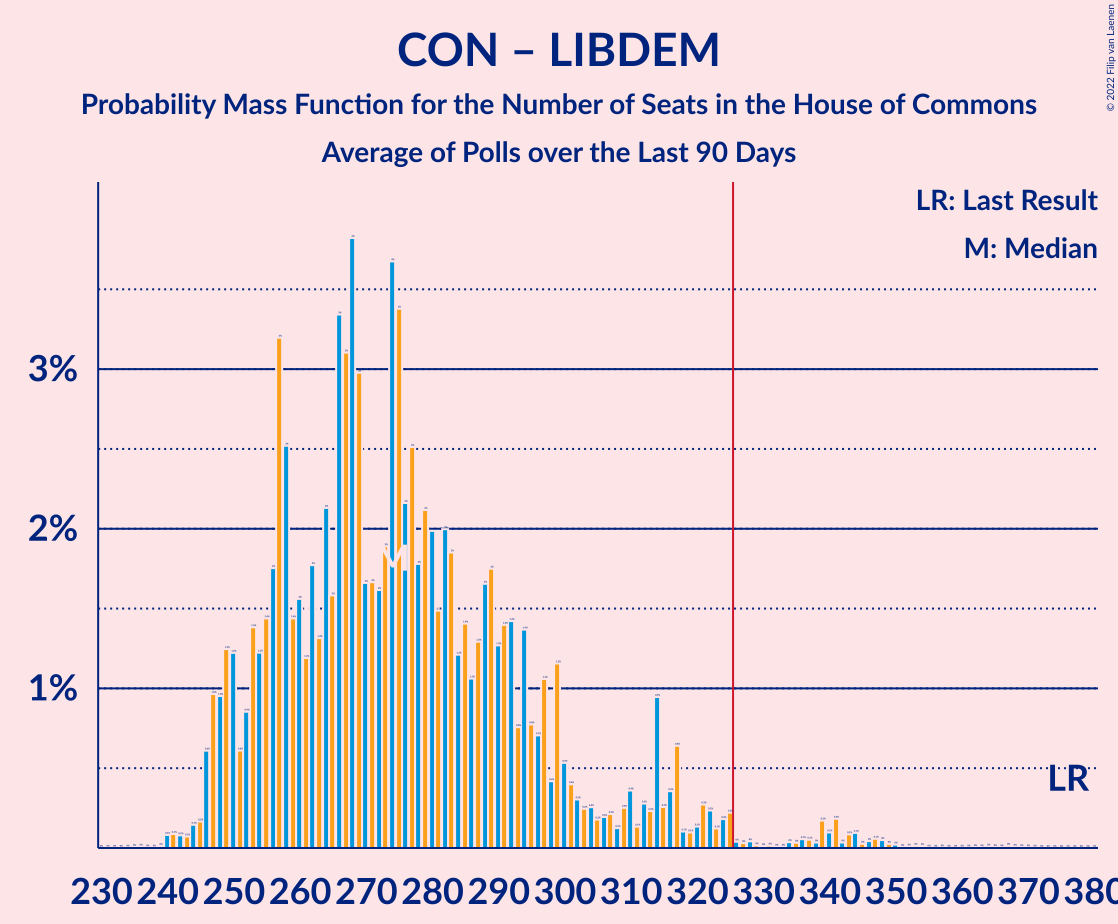 CON – LIBDEM
Probability Mass Function for the Number of Seats in the House of Commons
Average of Polls over the Last 90 Days
© 2022 Filip van Laenen
LR: Last Result
M: Median
3%
2%
1%
M
LR
230 240 250 260 270 280 290 300 310 320 330 340 350 360 370 380